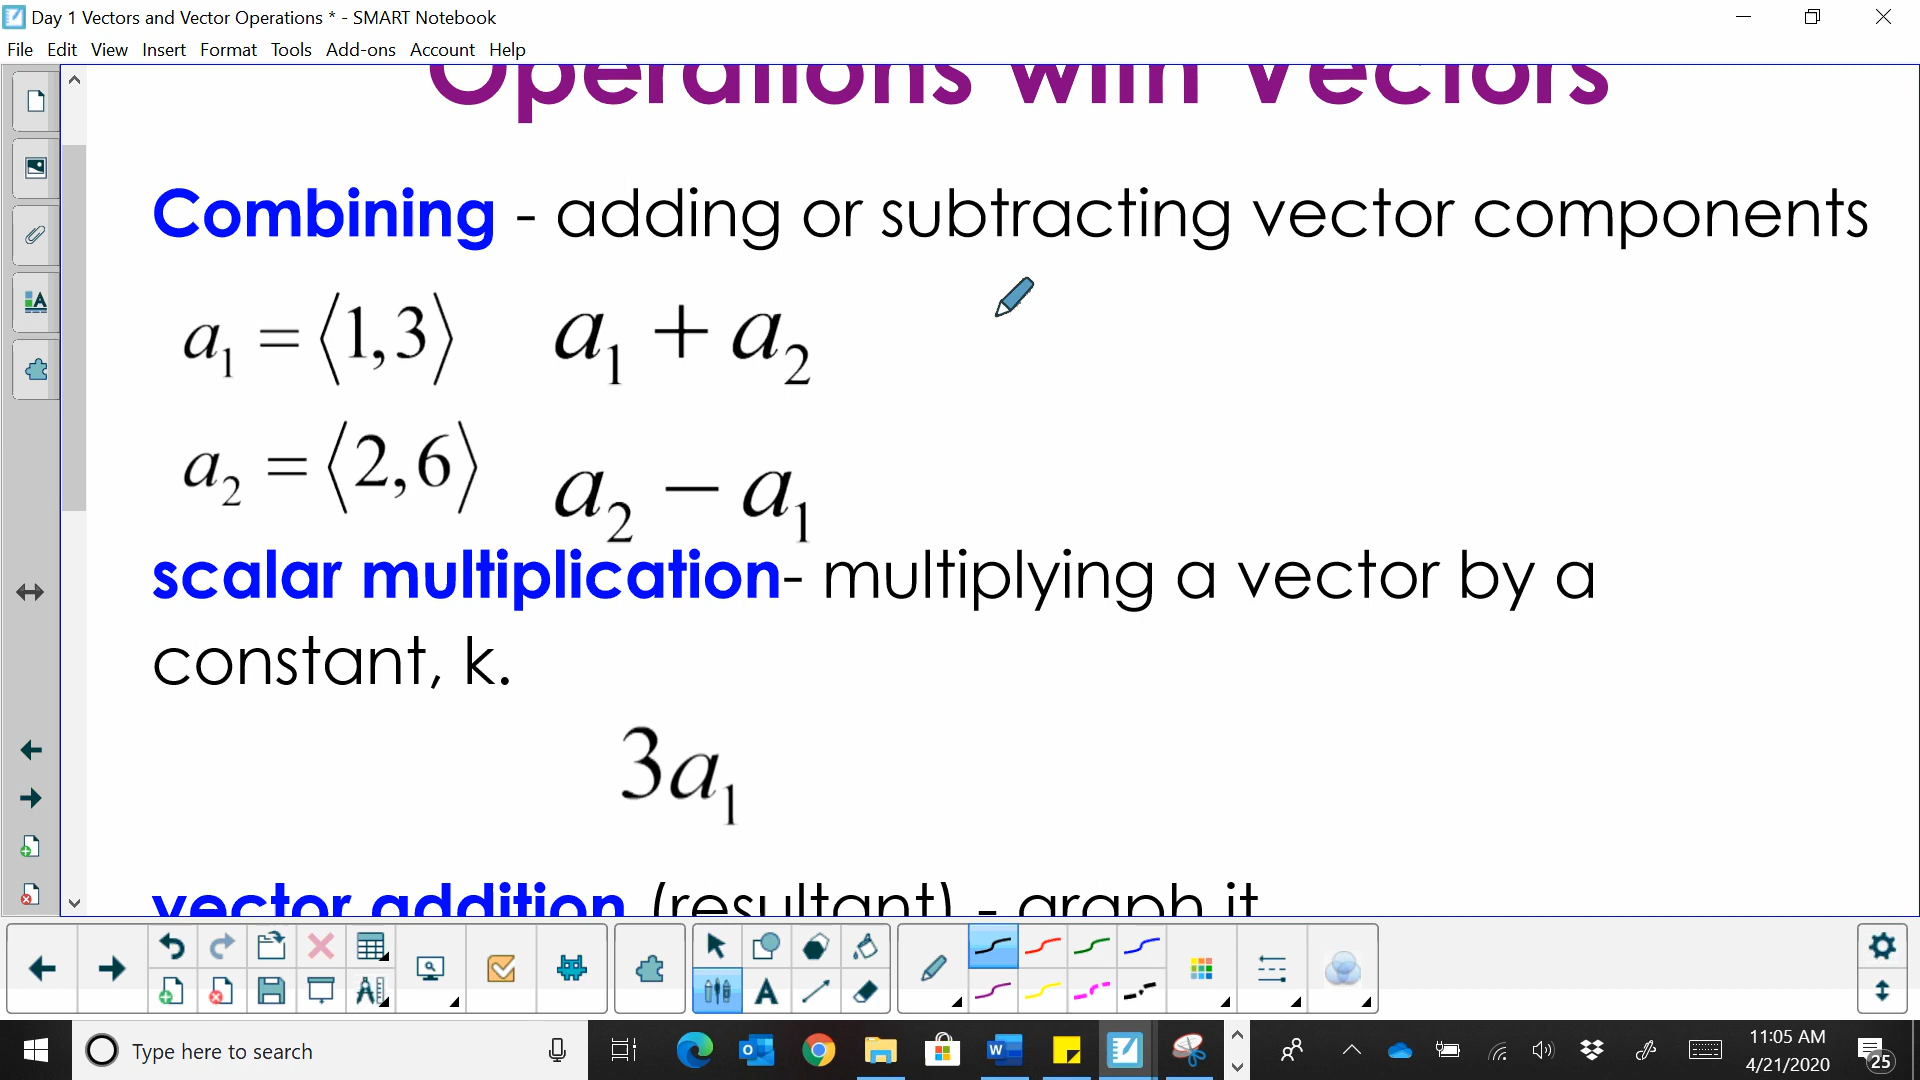 Day 1 Vectors and Vector Operations * - SMART Notebook
File Edit View Insert Format Tools Add-ons Account Help
Operations with Vectors
Combining - adding or subtracting vector components
a₁ = ⟨1,3⟩ a₁ + a₂
a₂ = ⟨2,6⟩ a₂ − a₁
scalar multiplication- multiplying a vector by a
constant, k.
3a₁
vector addition (resultant) - graph it
Type here to search
11:05 AM
4/21/2020
25